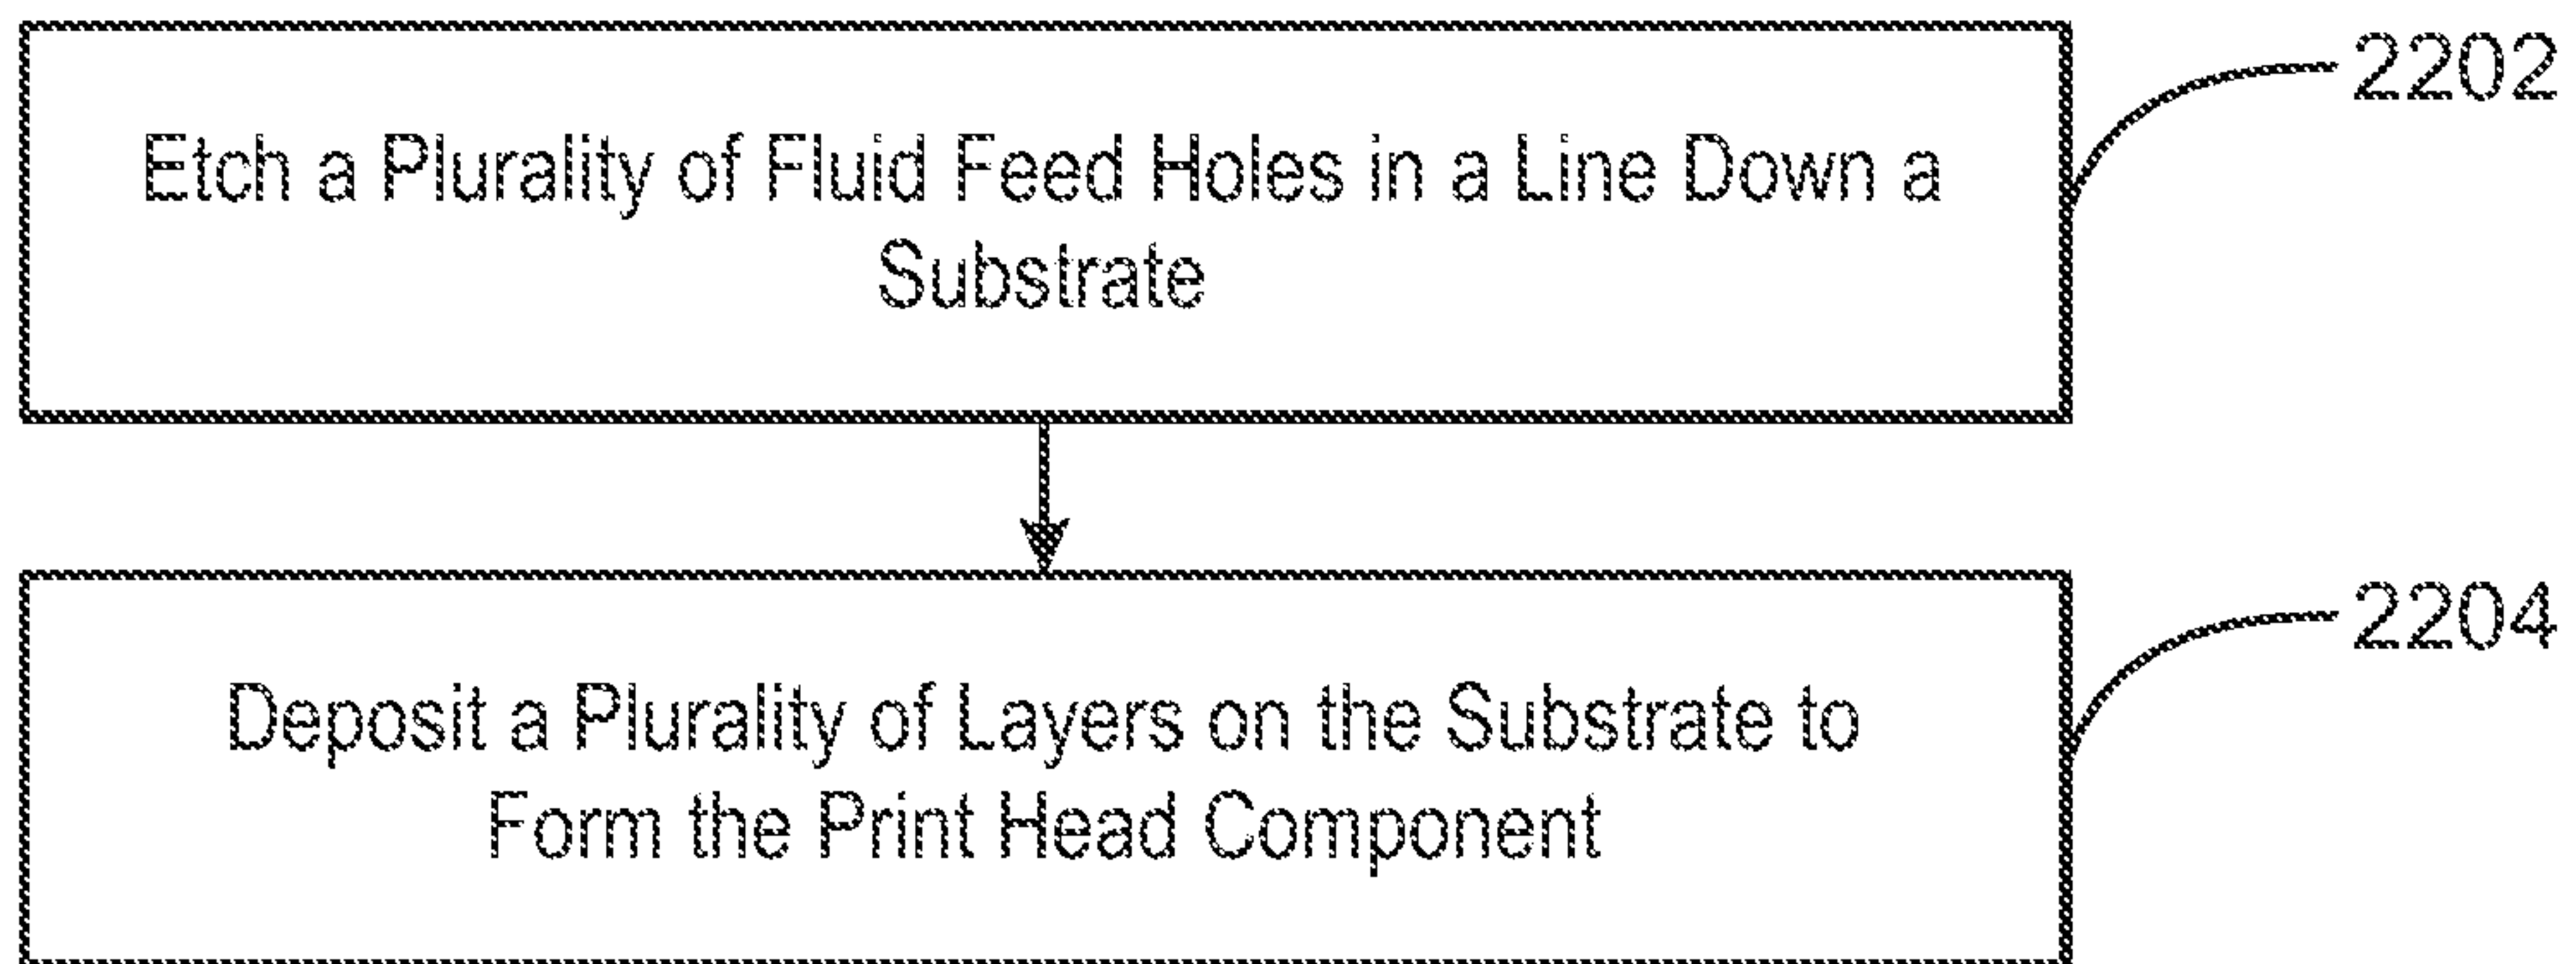 Etch a Plurality of Fluid Feed Holes in a Line Down a
Substrate
2202
Deposit a Plurality of Layers on the Substrate to
Form the Print Head Component
2204